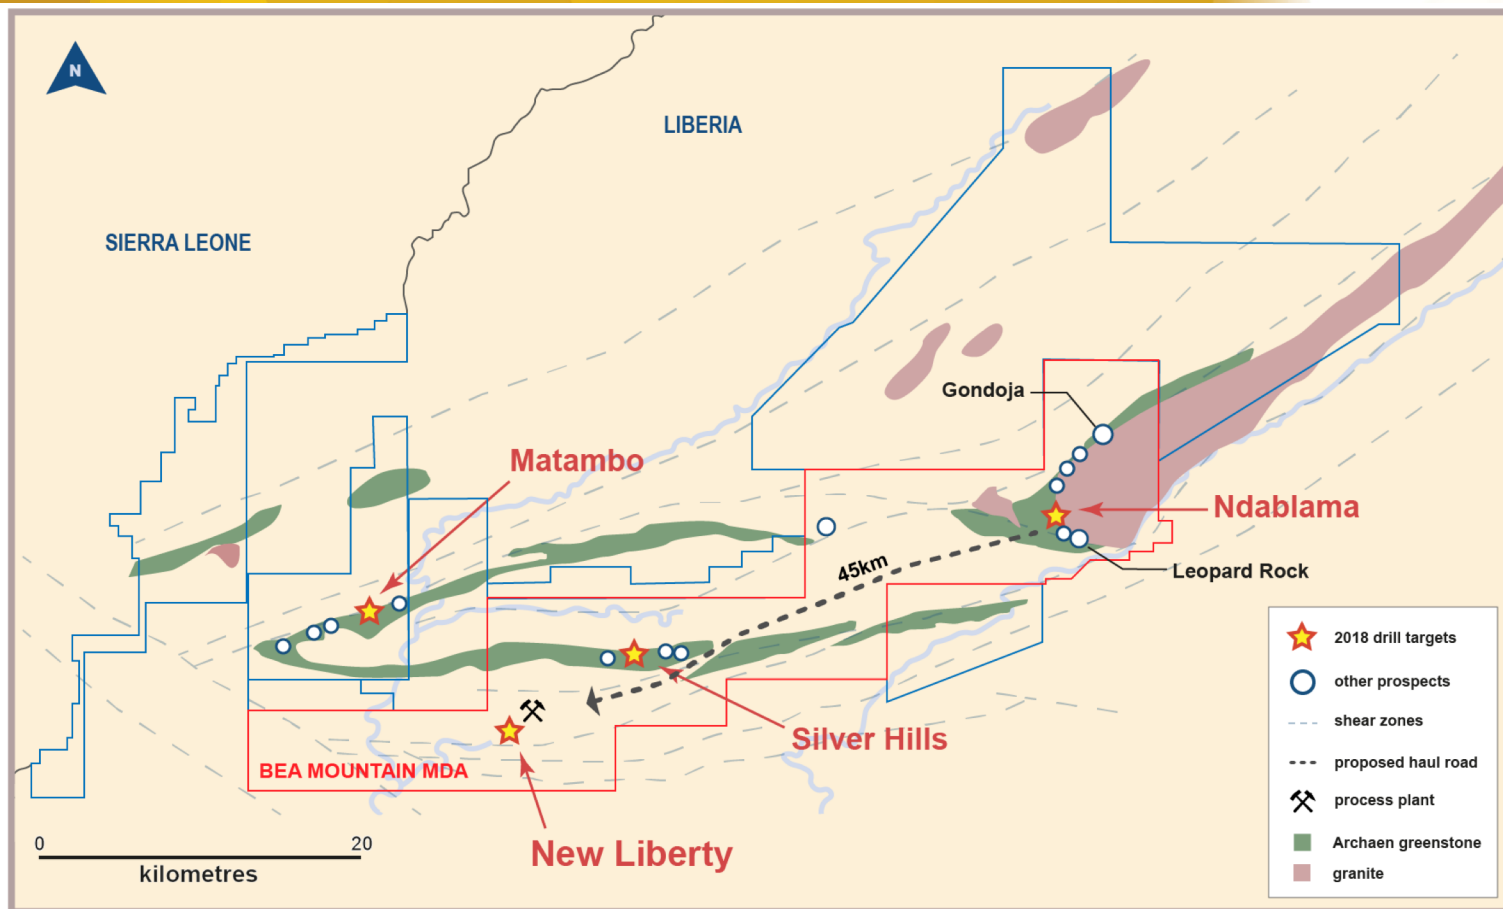 N
LIBERIA
SIERRA LEONE
Gondoja
Matambo
Ndablama
45km
Leopard Rock
Silver Hills
BEA MOUNTAIN MDA
New Liberty
0 20
kilometres
2018 drill targets
other prospects
shear zones
proposed haul road
process plant
Archaen greenstone
granite